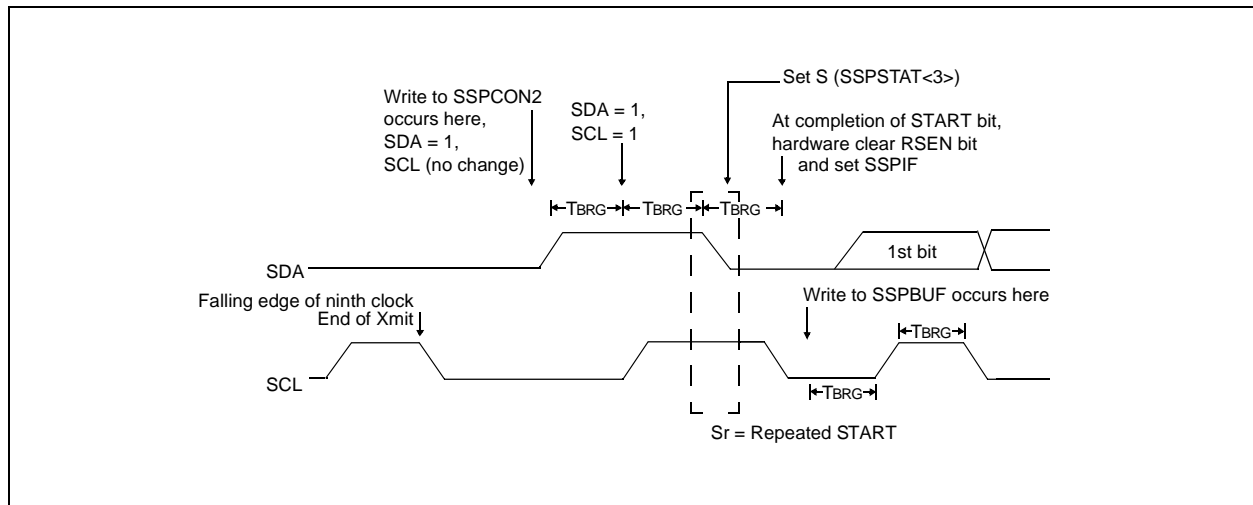 Set S (SSPSTAT<3>)
Write to SSPCON2
occurs here,
SDA = 1,
SCL (no change)
SDA = 1,
SCL = 1
At completion of START bit,
hardware clear RSEN bit
and set SSPIF
TBRG
TBRG
TBRG
SDA
1st bit
Falling edge of ninth clock
End of Xmit
Write to SSPBUF occurs here
TBRG
SCL
TBRG
Sr = Repeated START